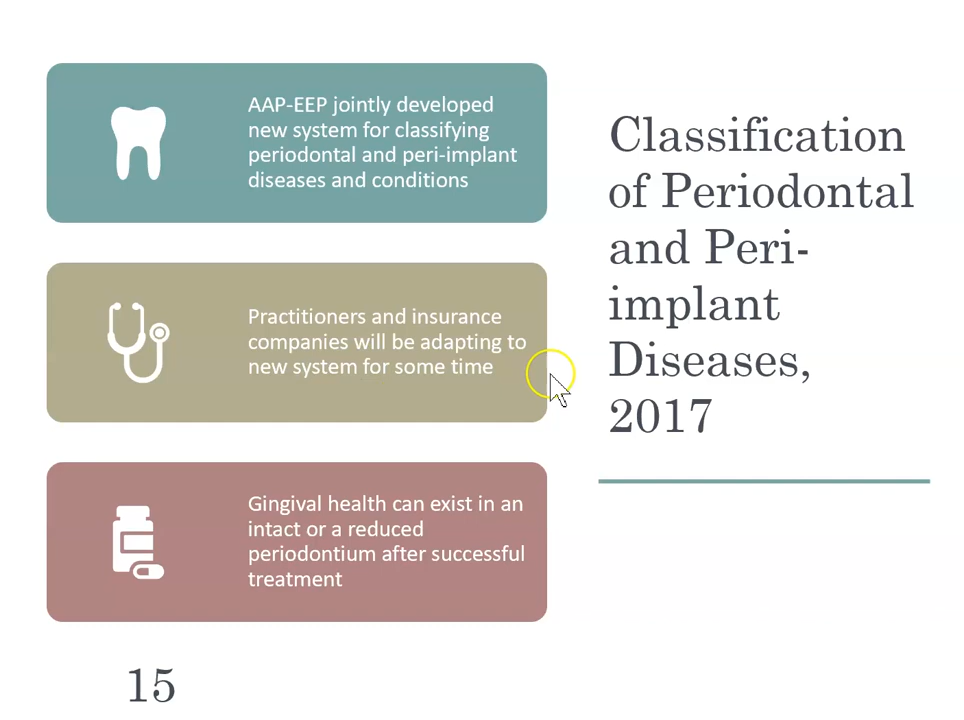 AAP-EEP jointly developed
new system for classifying
periodontal and peri-implant
diseases and conditions
Practitioners and insurance
companies will be adapting to
new system for some time
Gingival health can exist in an
intact or a reduced
periodontium after successful
treatment
Classification
of Periodontal
and Peri-
implant
Diseases,
2017
15